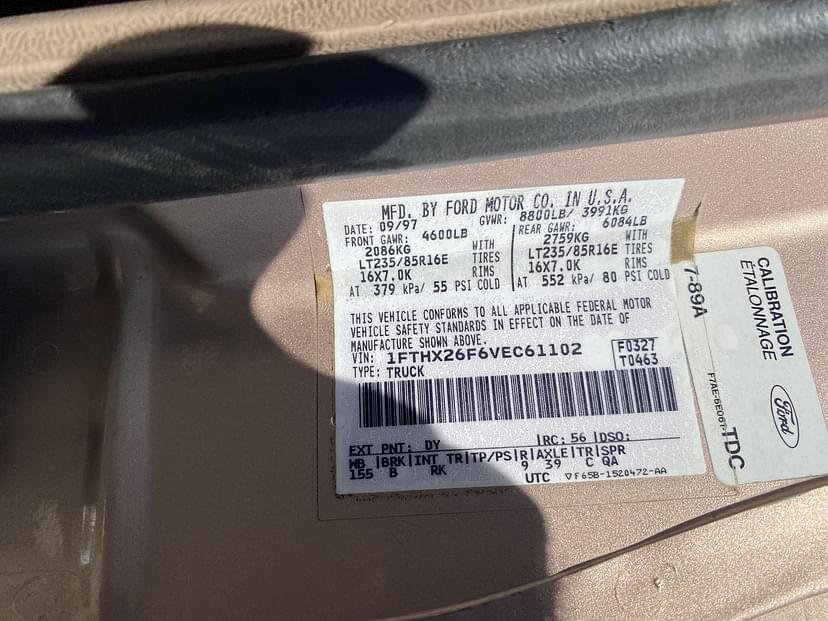 MFD. BY FORD MOTOR CO. IN U.S.A.
DATE: 09/97 GVWR: 8800LB/ 3991KG
FRONT GAWR: 4600LB REAR GAWR: 6084LB
2086KG WITH 2759KG WITH
LT235/85R16E TIRES LT235/85R16E TIRES
16X7.0K RIMS 16X7.0K RIMS
AT 379 kPa/ 55 PSI COLD AT 552 kPa/ 80 PSI COLD
THIS VEHICLE CONFORMS TO ALL APPLICABLE FEDERAL MOTOR
VEHICLE SAFETY STANDARDS IN EFFECT ON THE DATE OF
MANUFACTURE SHOWN ABOVE.
VIN: 1FTHX26F6VEC61102 F0327
TYPE: TRUCK T0463
EXT PNT: DY RC: 56 DSO:
WB BRK INT TR TP/PS R AXLE TR SPR
155 B RK 9 39 C QA
UTC ▽F65B-1520472-AA
CALIBRATION
ÉTALONNAGE
Ford
7-89A
TDC